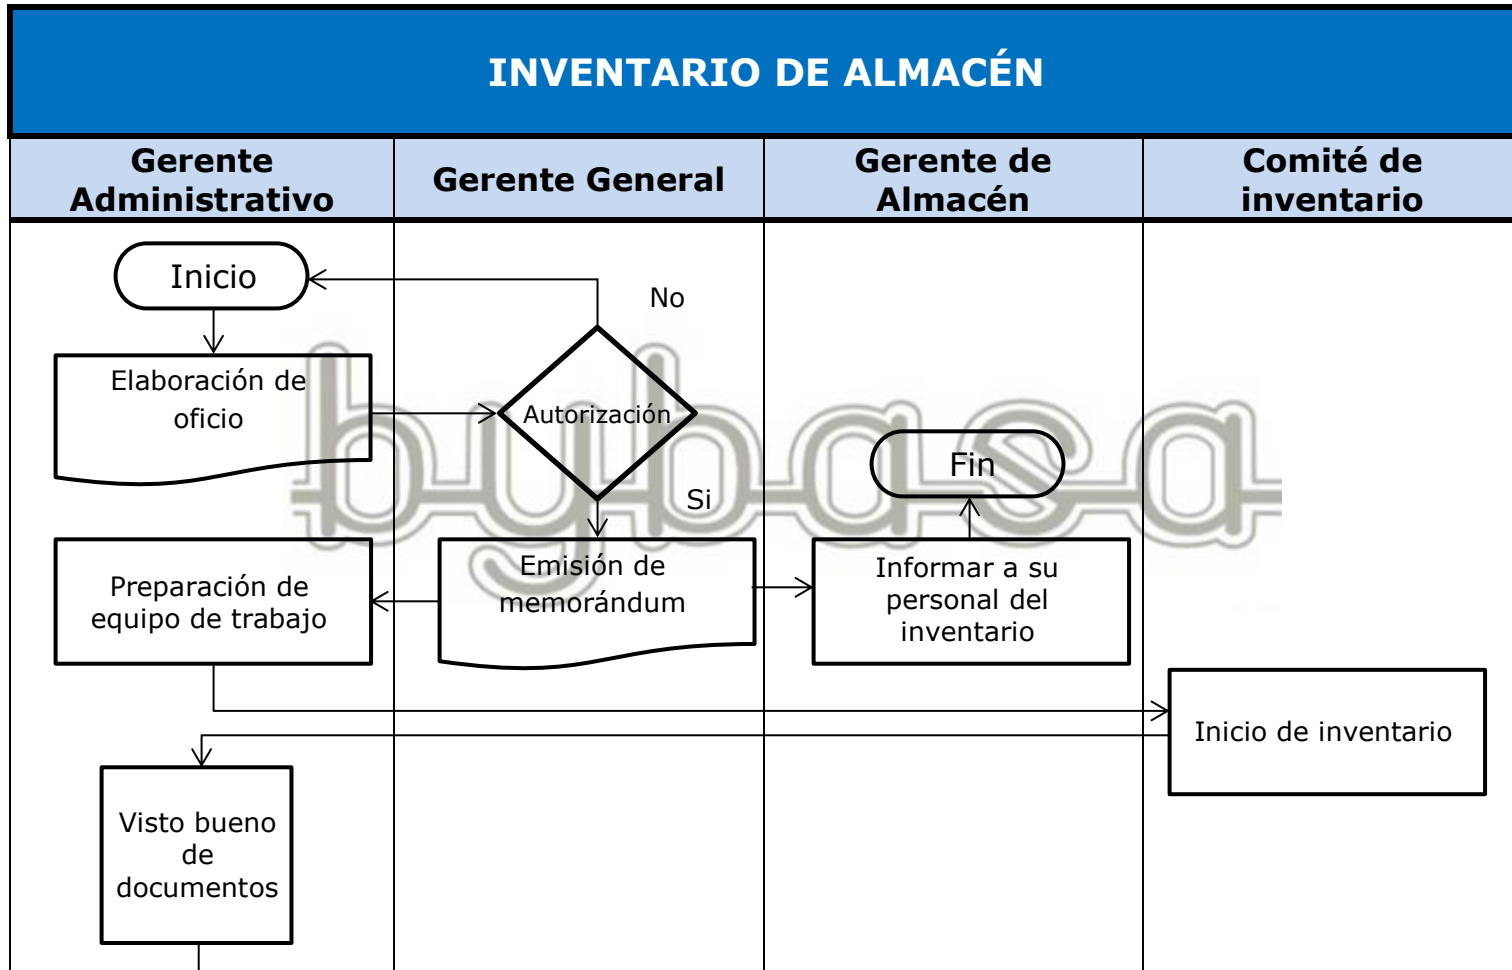 INVENTARIO DE ALMACÉN
Gerente
Administrativo
Gerente General
Gerente de
Almacén
Comité de
inventario
Inicio
No
Elaboración de
oficio
Autorización
Fin
Si
Preparación de
equipo de trabajo
Emisión de
memorándum
Informar a su
personal del
inventario
Inicio de inventario
Visto bueno
de
documentos
bybasa